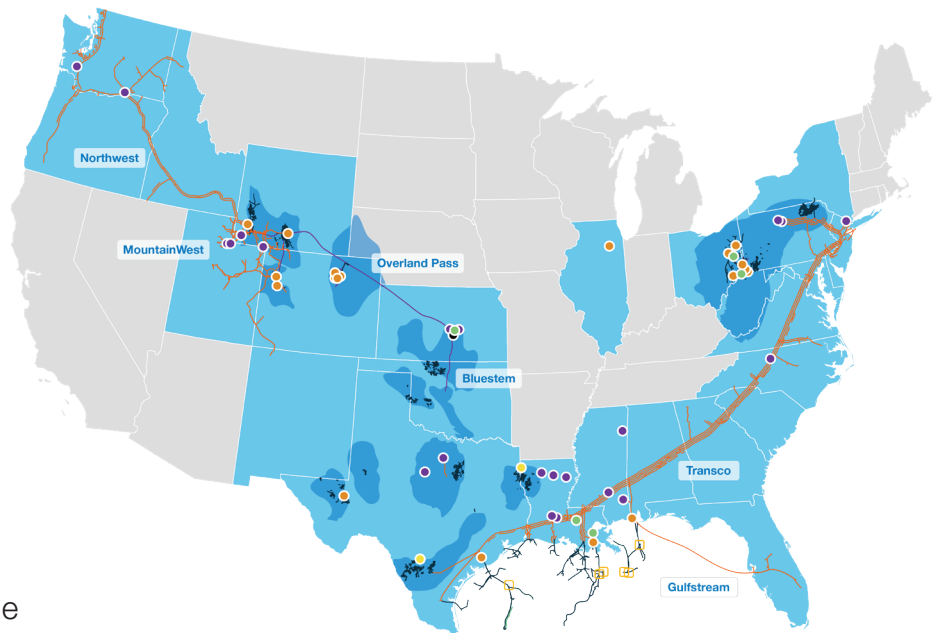 Northwest
MountainWest
Overland Pass
Bluestem
Transco
Gulfstream
e